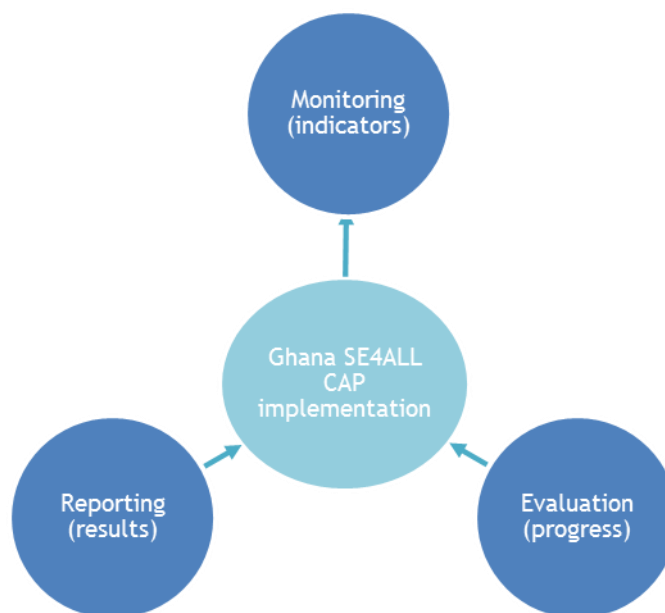 Monitoring
(indicators)
Ghana SE4ALL
CAP
implementation
Reporting
(results)
Evaluation
(progress)